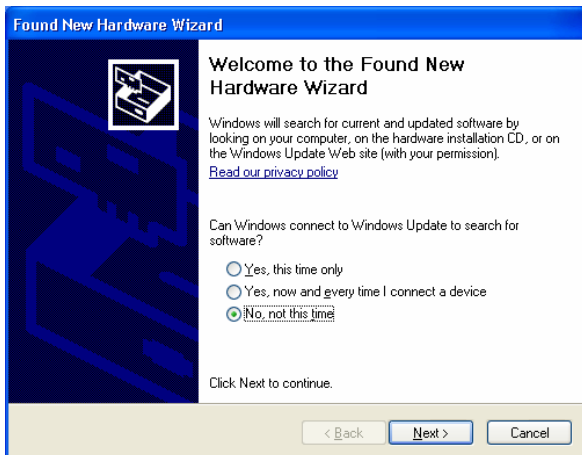 Found New Hardware Wizard
Welcome to the Found New
Hardware Wizard
Windows will search for current and updated software by
looking on your computer, on the hardware installation CD, or on
the Windows Update Web site (with your permission).
Read our privacy policy
Can Windows connect to Windows Update to search for
software?
Yes, this time only
Yes, now and every time I connect a device
No, not this time
Click Next to continue.
< Back Next > Cancel